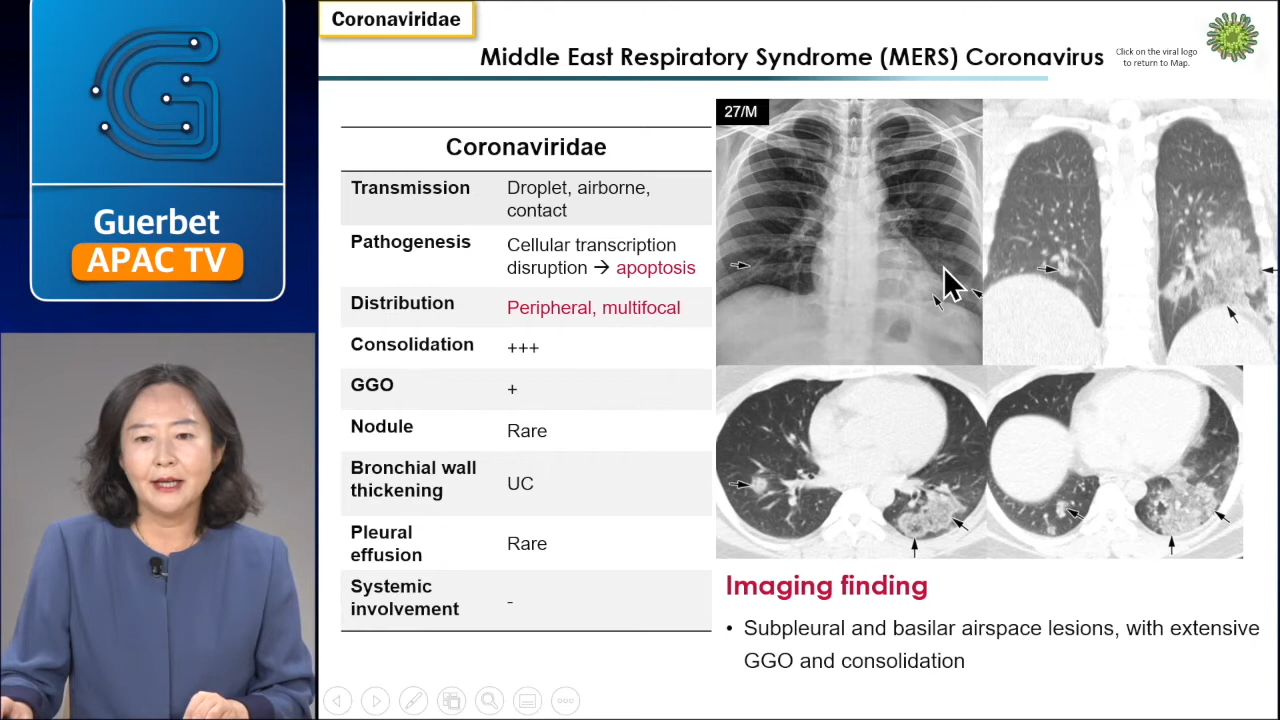 Guerbet
APAC TV
Coronaviridae
Middle East Respiratory Syndrome (MERS) Coronavirus
Click on the viral logo
to return to Map.
Coronaviridae
Transmission
Droplet, airborne,
contact
Pathogenesis
Cellular transcription
disruption → apoptosis
Distribution
Peripheral, multifocal
Consolidation
+++
GGO
+
Nodule
Rare
Bronchial wall
thickening
UC
Pleural
effusion
Rare
Systemic
involvement
-
27/M
Imaging finding
• Subpleural and basilar airspace lesions, with extensive
GGO and consolidation